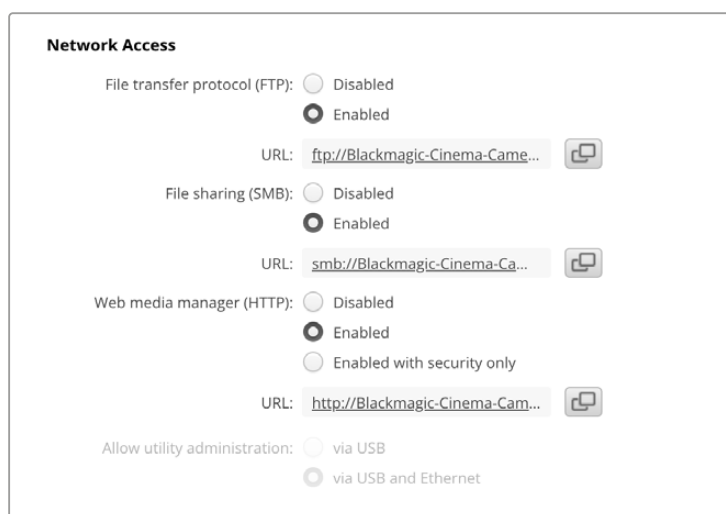 Network Access
File transfer protocol (FTP): Disabled
Enabled
URL: ftp://Blackmagic-Cinema-Came...
File sharing (SMB): Disabled
Enabled
URL: smb://Blackmagic-Cinema-Ca...
Web media manager (HTTP): Disabled
Enabled
Enabled with security only
URL: http://Blackmagic-Cinema-Cam...
Allow utility administration: via USB
via USB and Ethernet